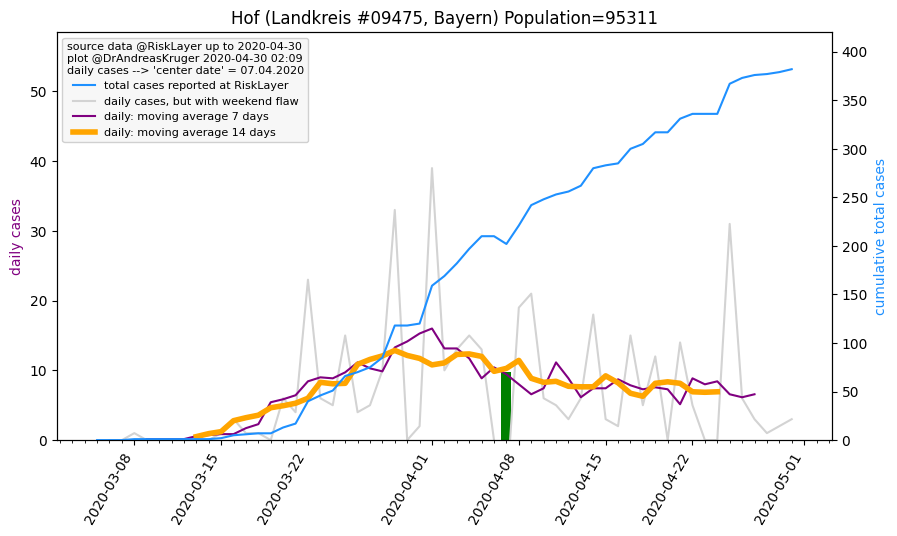 Hof (Landkreis #09475, Bayern) Population=95311
source data @RiskLayer up to 2020-04-30
plot @DrAndreasKruger 2020-04-30 02:09
daily cases --> 'center date' = 07.04.2020
total cases reported at RiskLayer
daily cases, but with weekend flaw
daily: moving average 7 days
daily: moving average 14 days
daily cases
50
40
30
20
10
0
400
350
300
250
200
150
100
50
0
cumulative total cases
2020-03-08
2020-03-15
2020-03-22
2020-04-01
2020-04-08
2020-04-15
2020-04-22
2020-05-01